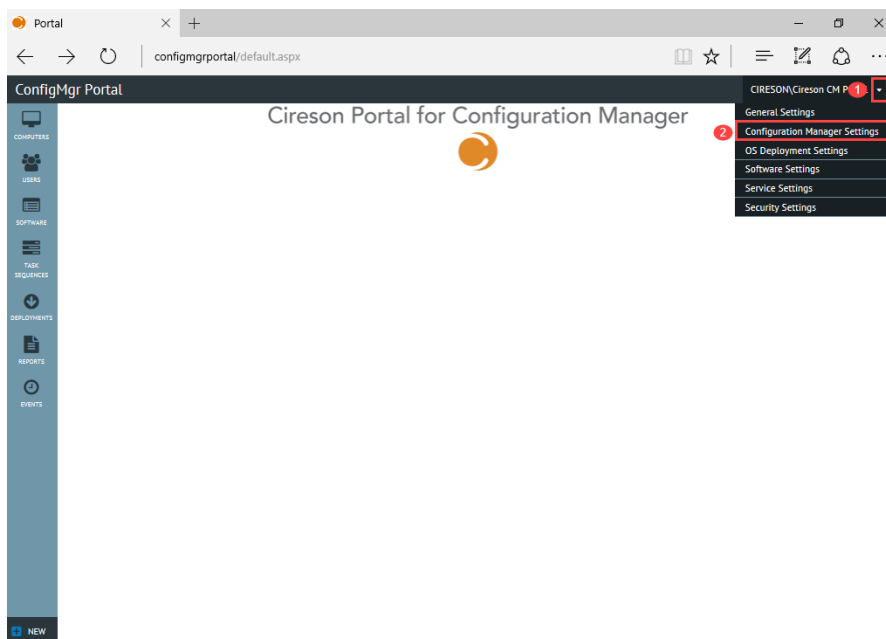 Portal
configmgrportal/default.aspx
ConfigMgr Portal
CIRESON\Cireson CM P
1
Cireson Portal for Configuration Manager
General Settings
2
Configuration Manager Settings
OS Deployment Settings
Software Settings
Service Settings
Security Settings
COMPUTERS
USERS
SOFTWARE
TASK
SEQUENCES
DEPLOYMENTS
REPORTS
EVENTS
NEW